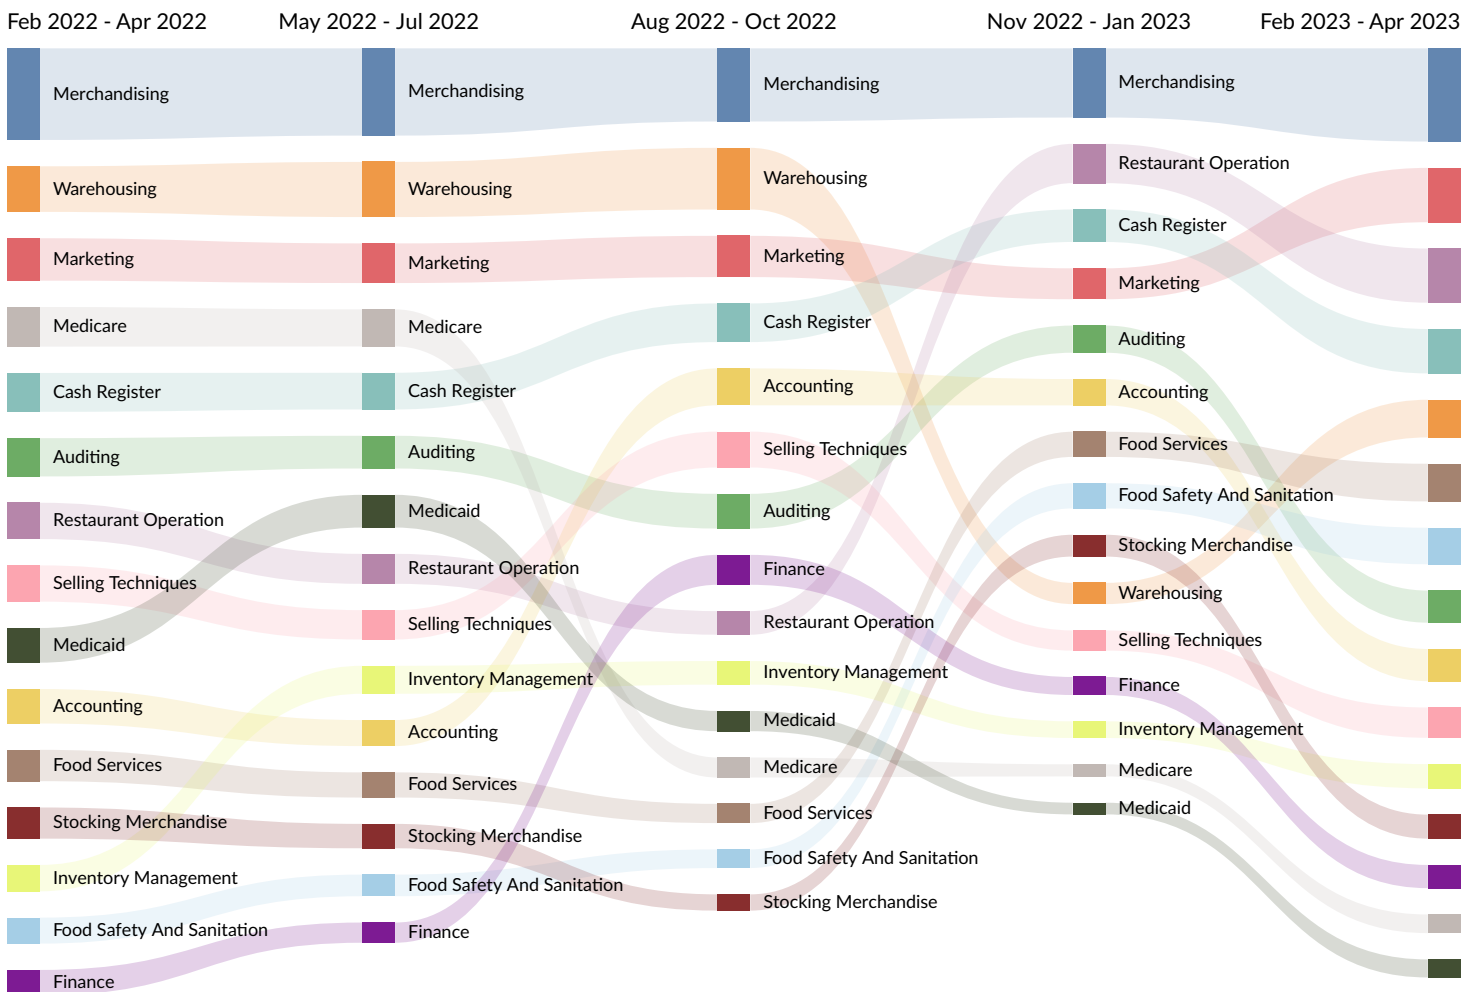 Feb 2022 - Apr 2022
May 2022 - Jul 2022
Aug 2022 - Oct 2022
Nov 2022 - Jan 2023
Feb 2023 - Apr 2023
Merchandising
Warehousing
Marketing
Medicare
Cash Register
Auditing
Restaurant Operation
Selling Techniques
Medicaid
Accounting
Food Services
Stocking Merchandise
Inventory Management
Food Safety And Sanitation
Finance
Merchandising
Warehousing
Marketing
Medicare
Cash Register
Auditing
Medicaid
Restaurant Operation
Selling Techniques
Inventory Management
Accounting
Food Services
Stocking Merchandise
Food Safety And Sanitation
Finance
Merchandising
Warehousing
Marketing
Cash Register
Accounting
Selling Techniques
Auditing
Finance
Restaurant Operation
Inventory Management
Medicaid
Medicare
Food Services
Food Safety And Sanitation
Stocking Merchandise
Merchandising
Restaurant Operation
Cash Register
Marketing
Auditing
Accounting
Food Services
Food Safety And Sanitation
Stocking Merchandise
Warehousing
Selling Techniques
Finance
Inventory Management
Medicare
Medicaid